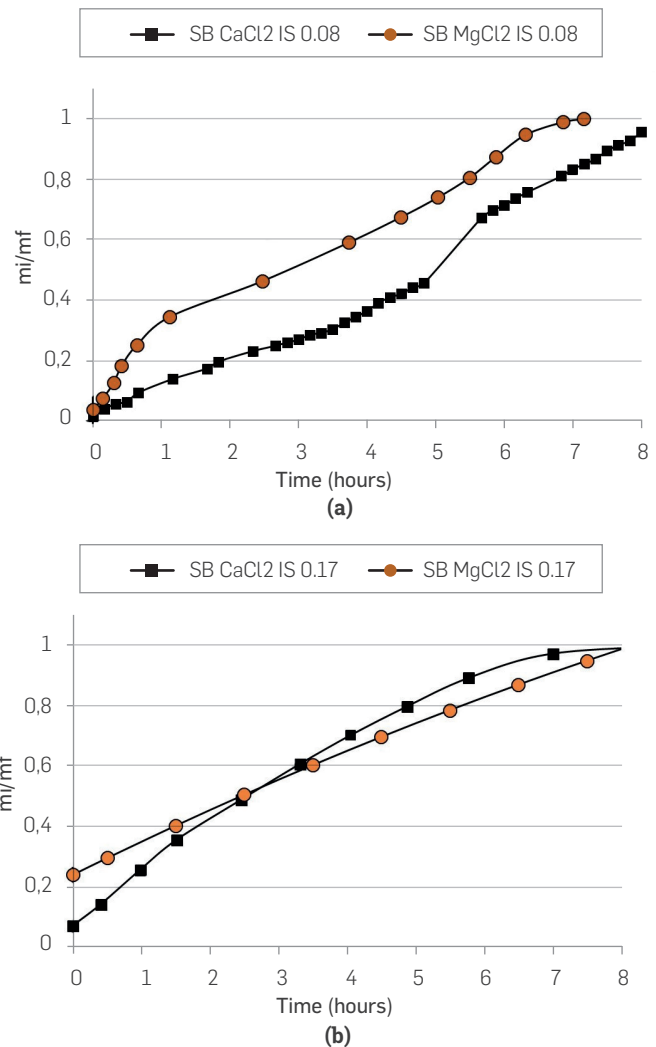 SB CaCl2 IS 0.08 SB MgCl2 IS 0.08
1
0,8
0,6
0,4
0,2
0
mi/mf
0 1 2 3 4 5 6 7 8
Time (hours)
(a)
SB CaCl2 IS 0.17 SB MgCl2 IS 0.17
1
0,8
0,6
0,4
0,2
0
mi/mf
0 1 2 3 4 5 6 7 8
Time (hours)
(b)